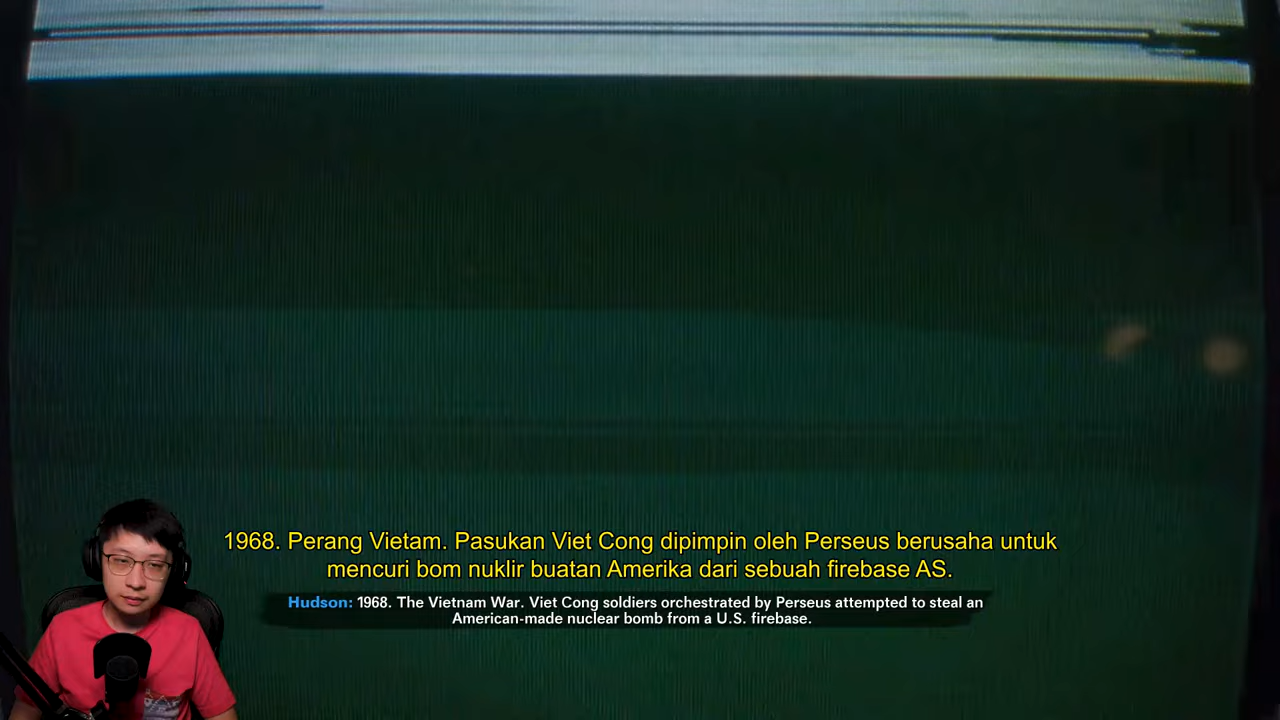 1968. Perang Vietam. Pasukan Viet Cong dipimpin oleh Perseus berusaha untuk
mencuri bom nuklir buatan Amerika dari sebuah firebase AS.
Hudson: 1968. The Vietnam War. Viet Cong soldiers orchestrated by Perseus attempted to steal an
American-made nuclear bomb from a U.S. firebase.